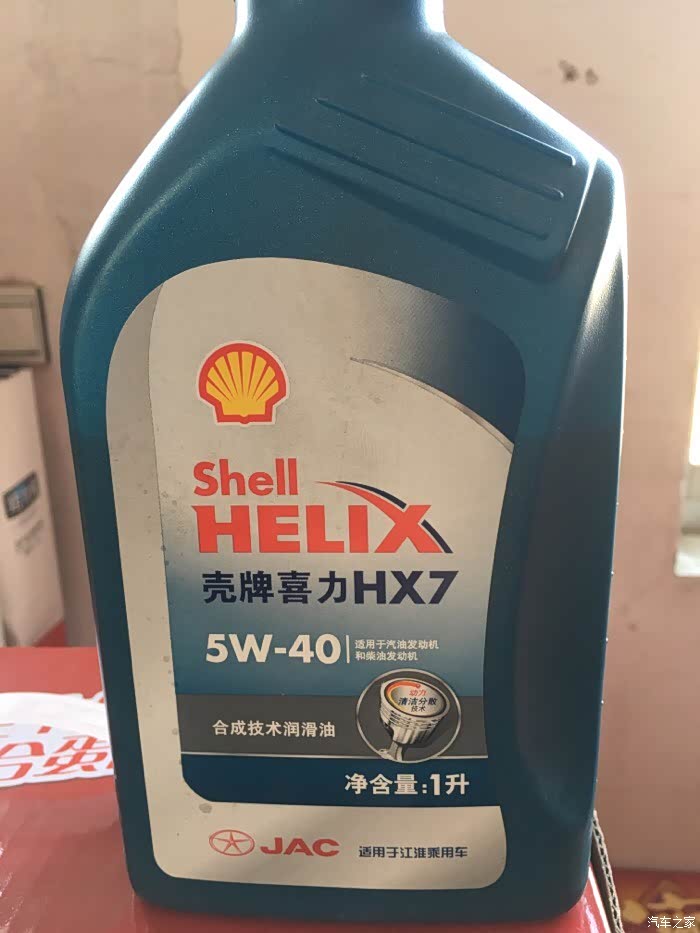 Shell
HELIX
壳牌喜力HX7
5W-40
适用于汽油发动机
和柴油发动机
动力
清洁分散
技术
合成技术润滑油
净含量:1升
JAC 适用于江淮乘用车
汽车之家